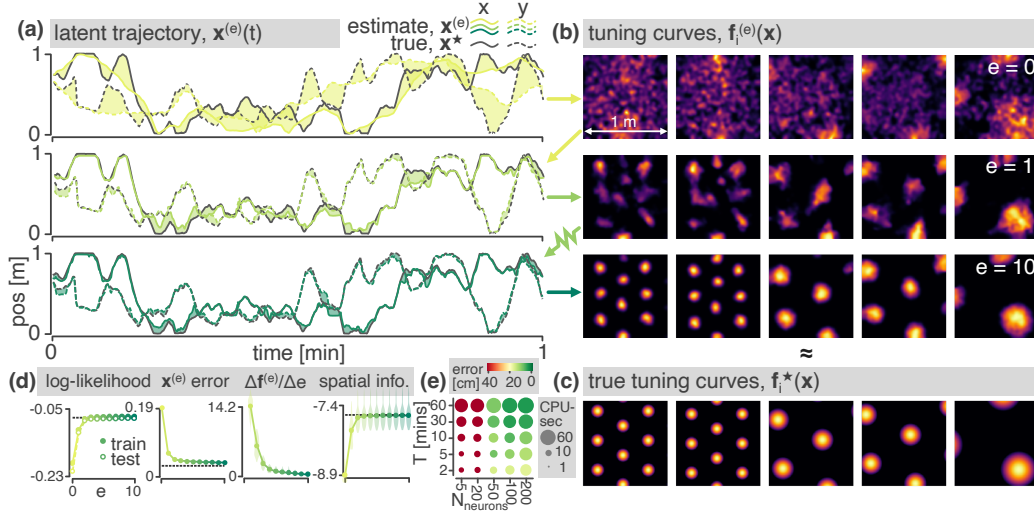 (a) latent trajectory, x(e)(t)
x y
estimate, x(e)
true, x★
1
0
1
0
1
0
pos [m]
0 time [min] 1
(b) tuning curves, fi(e)(x)
e = 0
1 m
e = 1
e = 10
≈
(c) true tuning curves, fi★(x)
(d) log-likelihood x(e) error Δf(e)/Δe spatial info.
-0.05
-0.23
train
test
0 e 10
0.19
0
14.2
0
-7.4
-8.9
(e) error [cm]
40 20 0
T [mins]
60
30
10
5
2
5
20
50
100
200
Nneurons
CPU-
sec
60
10
1